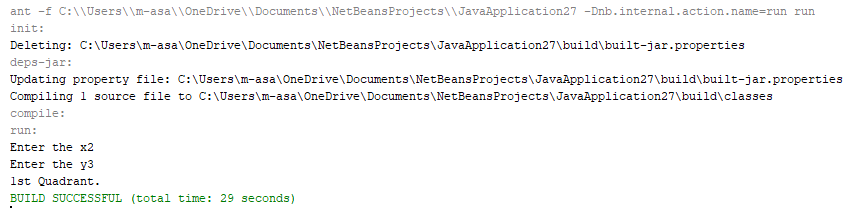 ant -f C:\\Users\\m-asa\\OneDrive\\Documents\\NetBeansProjects\\JavaApplication27 -Dnb.internal.action.name=run run
init:
Deleting: C:\Users\m-asa\OneDrive\Documents\NetBeansProjects\JavaApplication27\build\built-jar.properties
deps-jar:
Updating property file: C:\Users\m-asa\OneDrive\Documents\NetBeansProjects\JavaApplication27\build\built-jar.properties
Compiling 1 source file to C:\Users\m-asa\OneDrive\Documents\NetBeansProjects\JavaApplication27\build\classes
compile:
run:
Enter the x2
Enter the y3
1st Quadrant.
BUILD SUCCESSFUL (total time: 29 seconds)